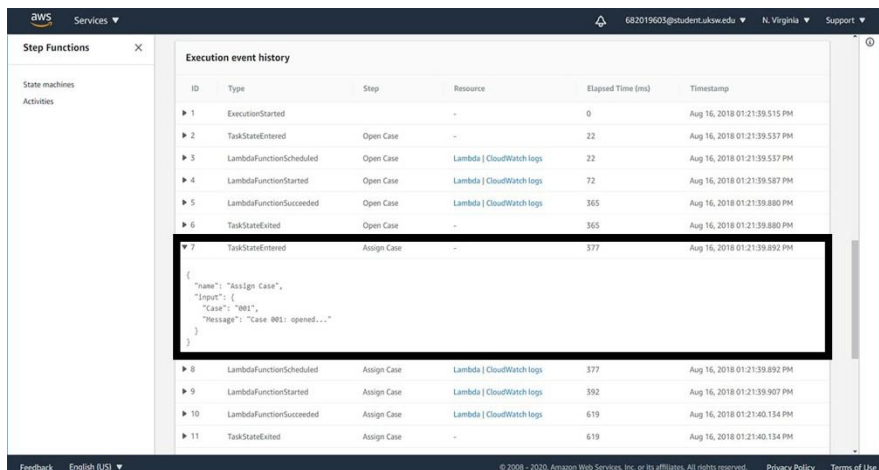 aws Services ▼ 682019603@student.uksw.edu ▼ N. Virginia ▼ Support ▼
Step Functions X
State machines
Activities
Execution event history
ID Type Step Resource Elapsed Time (ms) Timestamp
▶ 1 ExecutionStarted - 0 Aug 16, 2018 01:21:39.515 PM
▶ 2 TaskStateEntered Open Case - 22 Aug 16, 2018 01:21:39.537 PM
▶ 3 LambdaFunctionScheduled Open Case Lambda | CloudWatch logs 22 Aug 16, 2018 01:21:39.537 PM
▶ 4 LambdaFunctionStarted Open Case Lambda | CloudWatch logs 72 Aug 16, 2018 01:21:39.587 PM
▶ 5 LambdaFunctionSucceeded Open Case Lambda | CloudWatch logs 365 Aug 16, 2018 01:21:39.880 PM
▶ 6 TaskStateExited Open Case - 365 Aug 16, 2018 01:21:39.880 PM
▼ 7 TaskStateEntered Assign Case - 377 Aug 16, 2018 01:21:39.892 PM
{
"name": "Assign Case",
"input": {
"Case": "001",
"Message": "Case 001: opened..."
}
}
▶ 8 LambdaFunctionScheduled Assign Case Lambda | CloudWatch logs 377 Aug 16, 2018 01:21:39.892 PM
▶ 9 LambdaFunctionStarted Assign Case Lambda | CloudWatch logs 392 Aug 16, 2018 01:21:39.907 PM
▶ 10 LambdaFunctionSucceeded Assign Case Lambda | CloudWatch logs 619 Aug 16, 2018 01:21:40.134 PM
▶ 11 TaskStateExited Assign Case - 619 Aug 16, 2018 01:21:40.134 PM
Feedback English (US) ▼ © 2008 - 2020, Amazon Web Services, Inc. or its affiliates. All rights reserved. Privacy Policy Terms of Use